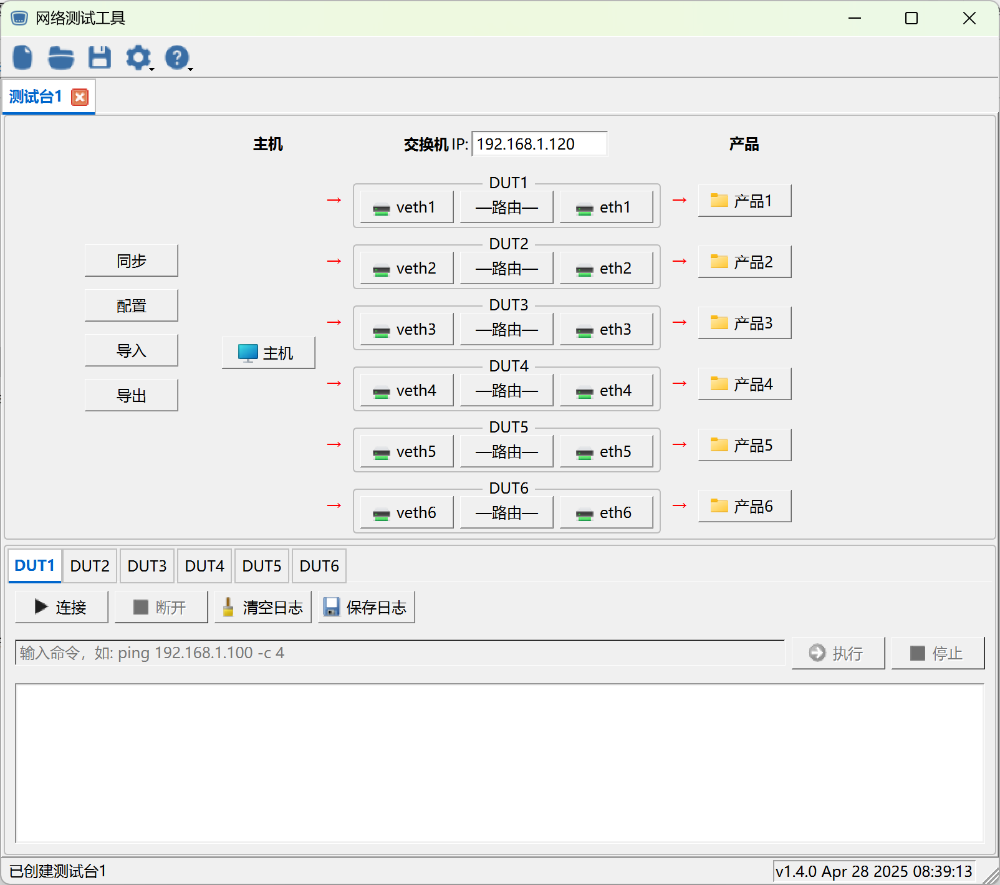 网络测试工具
测试台1
主机 交换机 IP: 192.168.1.120 产品
DUT1
→ veth1 —路由— eth1 → 产品1
DUT2
→ veth2 —路由— eth2 → 产品2
DUT3
→ veth3 —路由— eth3 → 产品3
DUT4
→ veth4 —路由— eth4 → 产品4
DUT5
→ veth5 —路由— eth5 → 产品5
DUT6
→ veth6 —路由— eth6 → 产品6
同步
配置
导入
导出
主机
DUT1 DUT2 DUT3 DUT4 DUT5 DUT6
连接 断开 清空日志 保存日志
输入命令，如: ping 192.168.1.100 -c 4 执行 停止
已创建测试台1 v1.4.0 Apr 28 2025 08:39:13